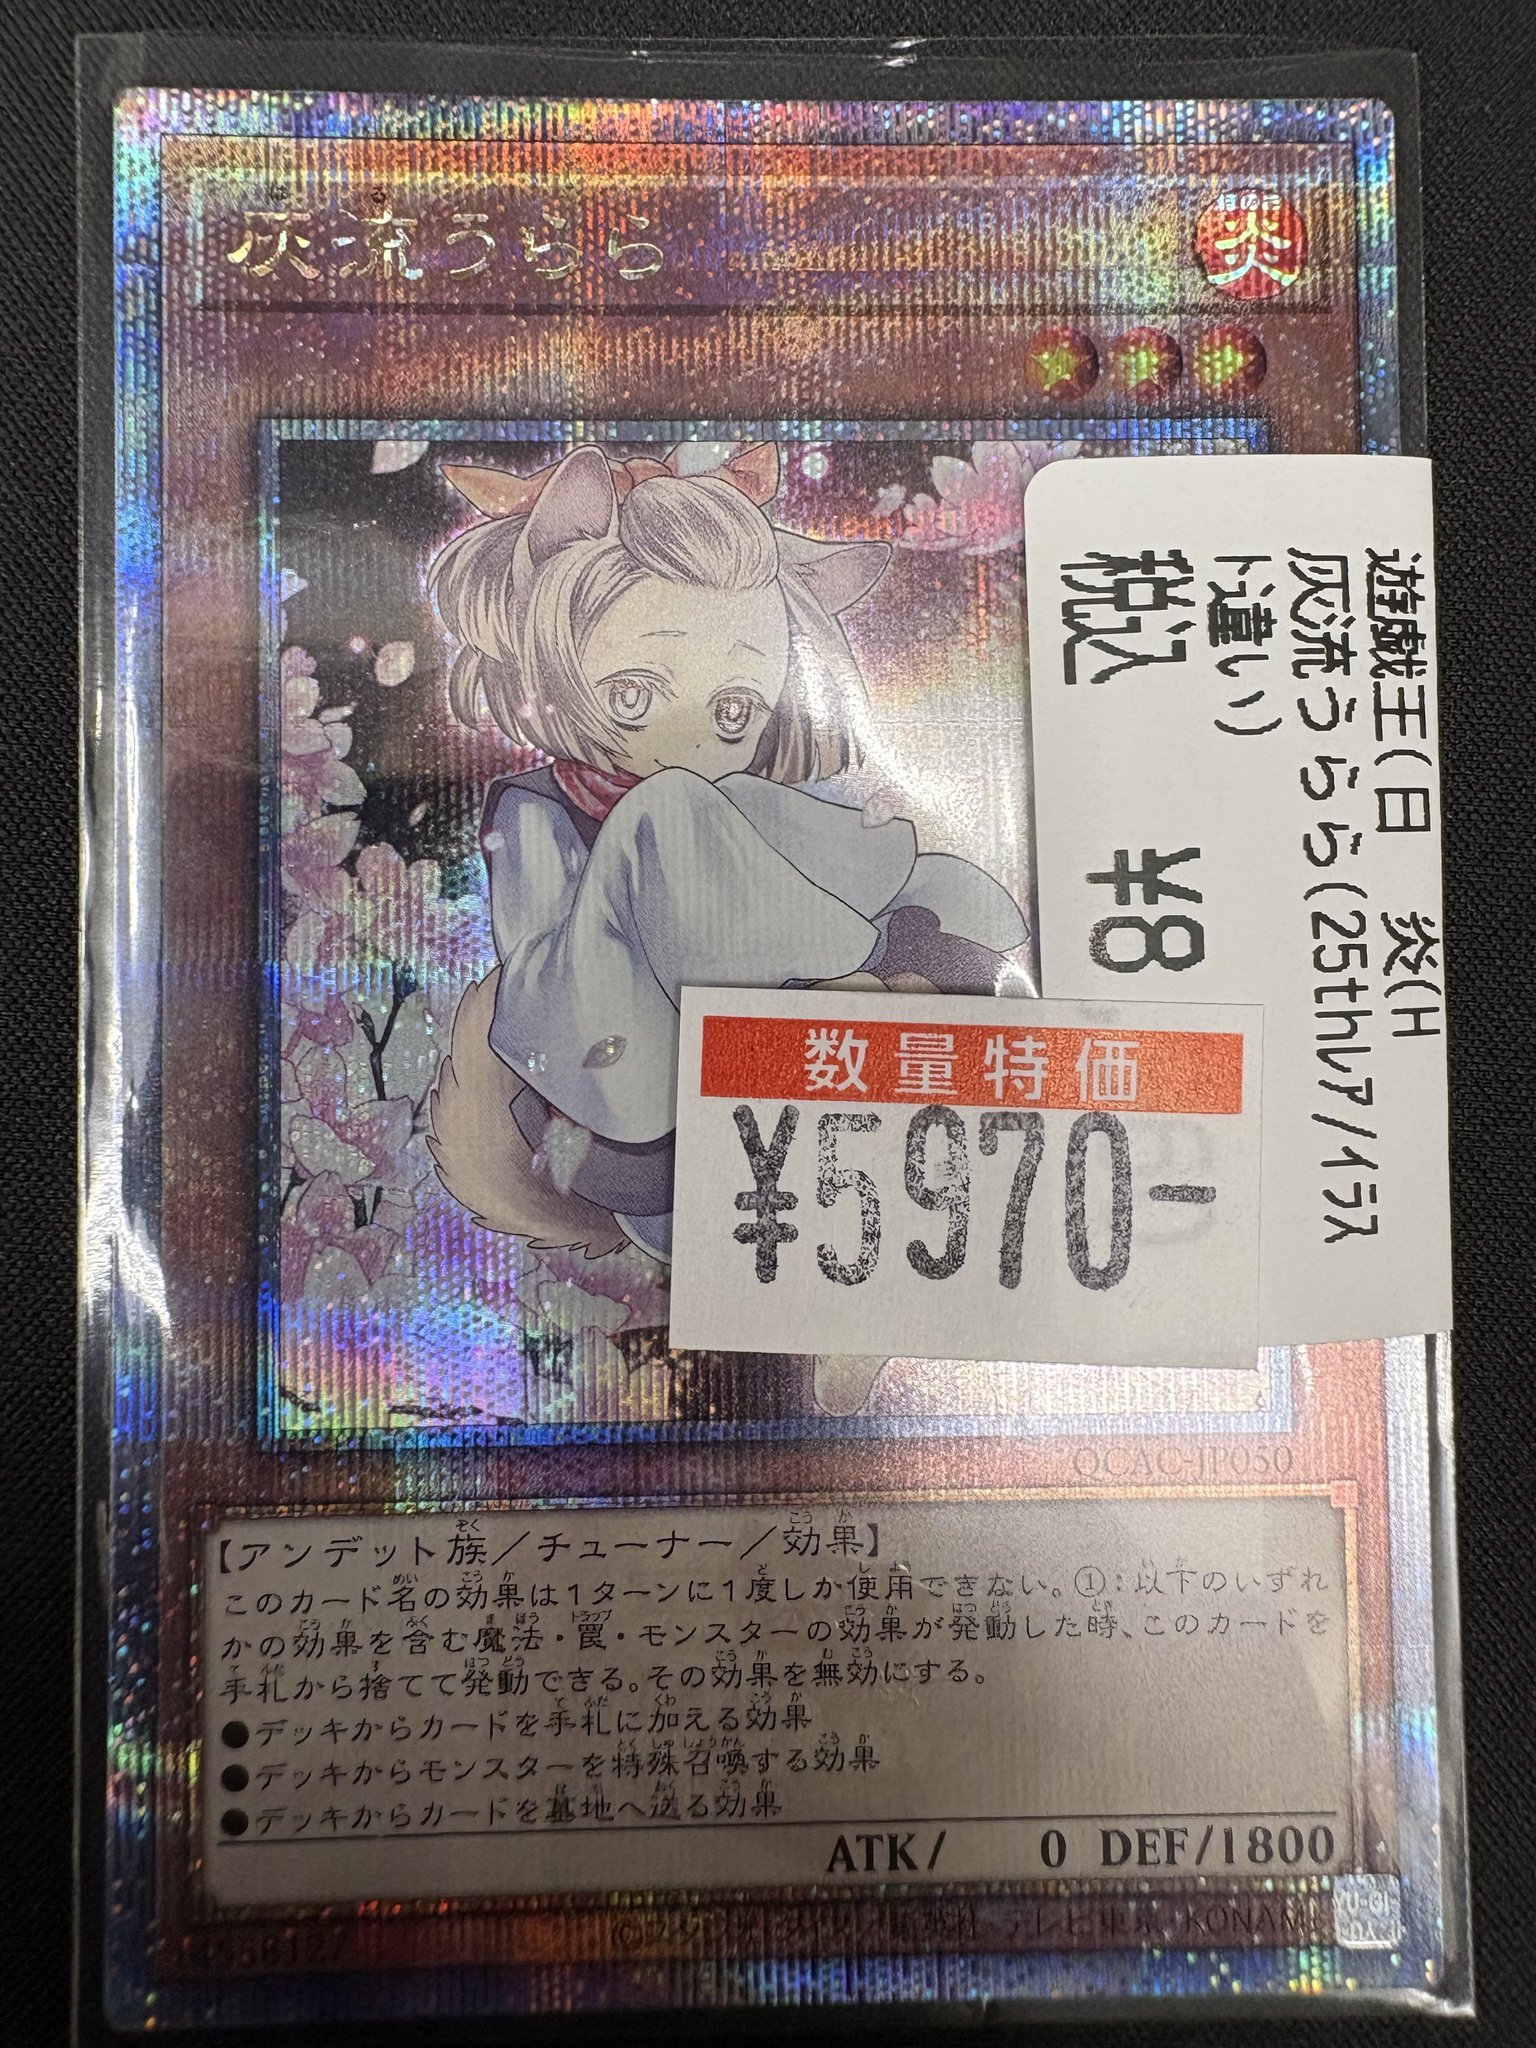 灰流うらら
炎
遊戯王(日 炎(H
灰流うらら(25thレア/イラス
ト違い)
税込 ¥8
数量特価
¥5970-
QCAC-JP050
【アンデット族／チューナー／効果】
このカード名の効果は１ターンに１度しか使用できない。①：以下のいずれ
かの効果を含む魔法・罠・モンスターの効果が発動した時、このカードを
手札から捨てて発動できる。その効果を無効にする。
●デッキからカードを手札に加える効果
●デッキからモンスターを特殊召喚する効果
●デッキからカードを墓地へ送る効果
ATK/ 0 DEF/1800
KONAMI